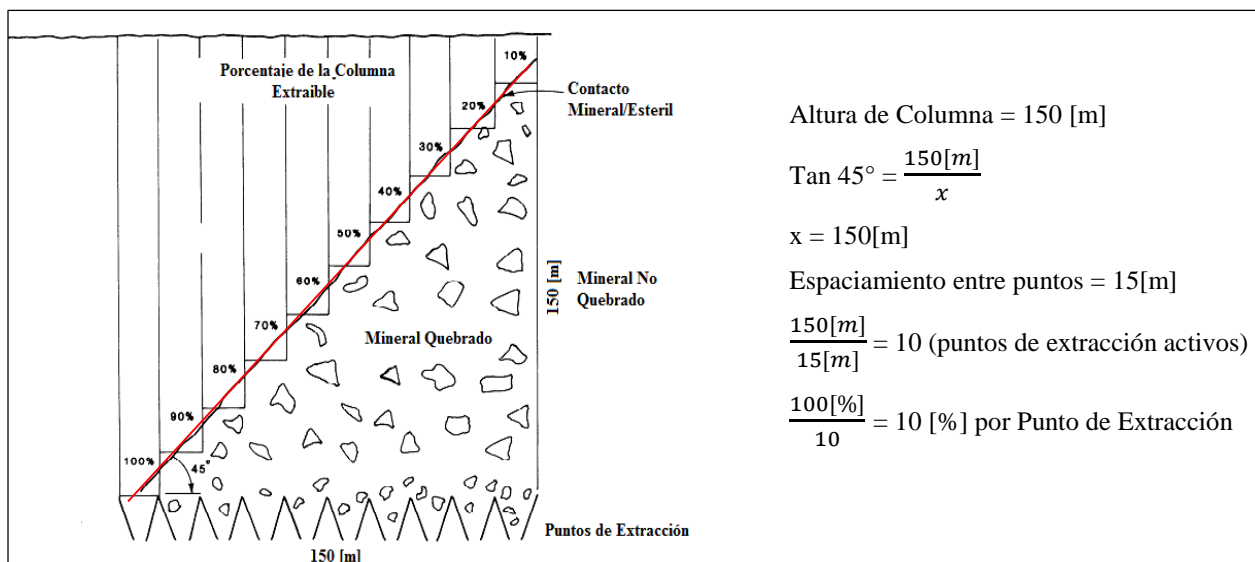 Porcentaje de la Columna
Extraible
10%
Contacto
Mineral/Esteril
20%
30%
40%
50%
60%
70%
80%
90%
100%
45°
150 [m]
Mineral No
Quebrado
Mineral Quebrado
Puntos de Extracción
150 [m]
Altura de Columna = 150 [m]
Tan 45° = 150[m]/x
x = 150[m]
Espaciamiento entre puntos = 15[m]
150[m]/15[m] = 10 (puntos de extracción activos)
100[%]/10 = 10 [%] por Punto de Extracción